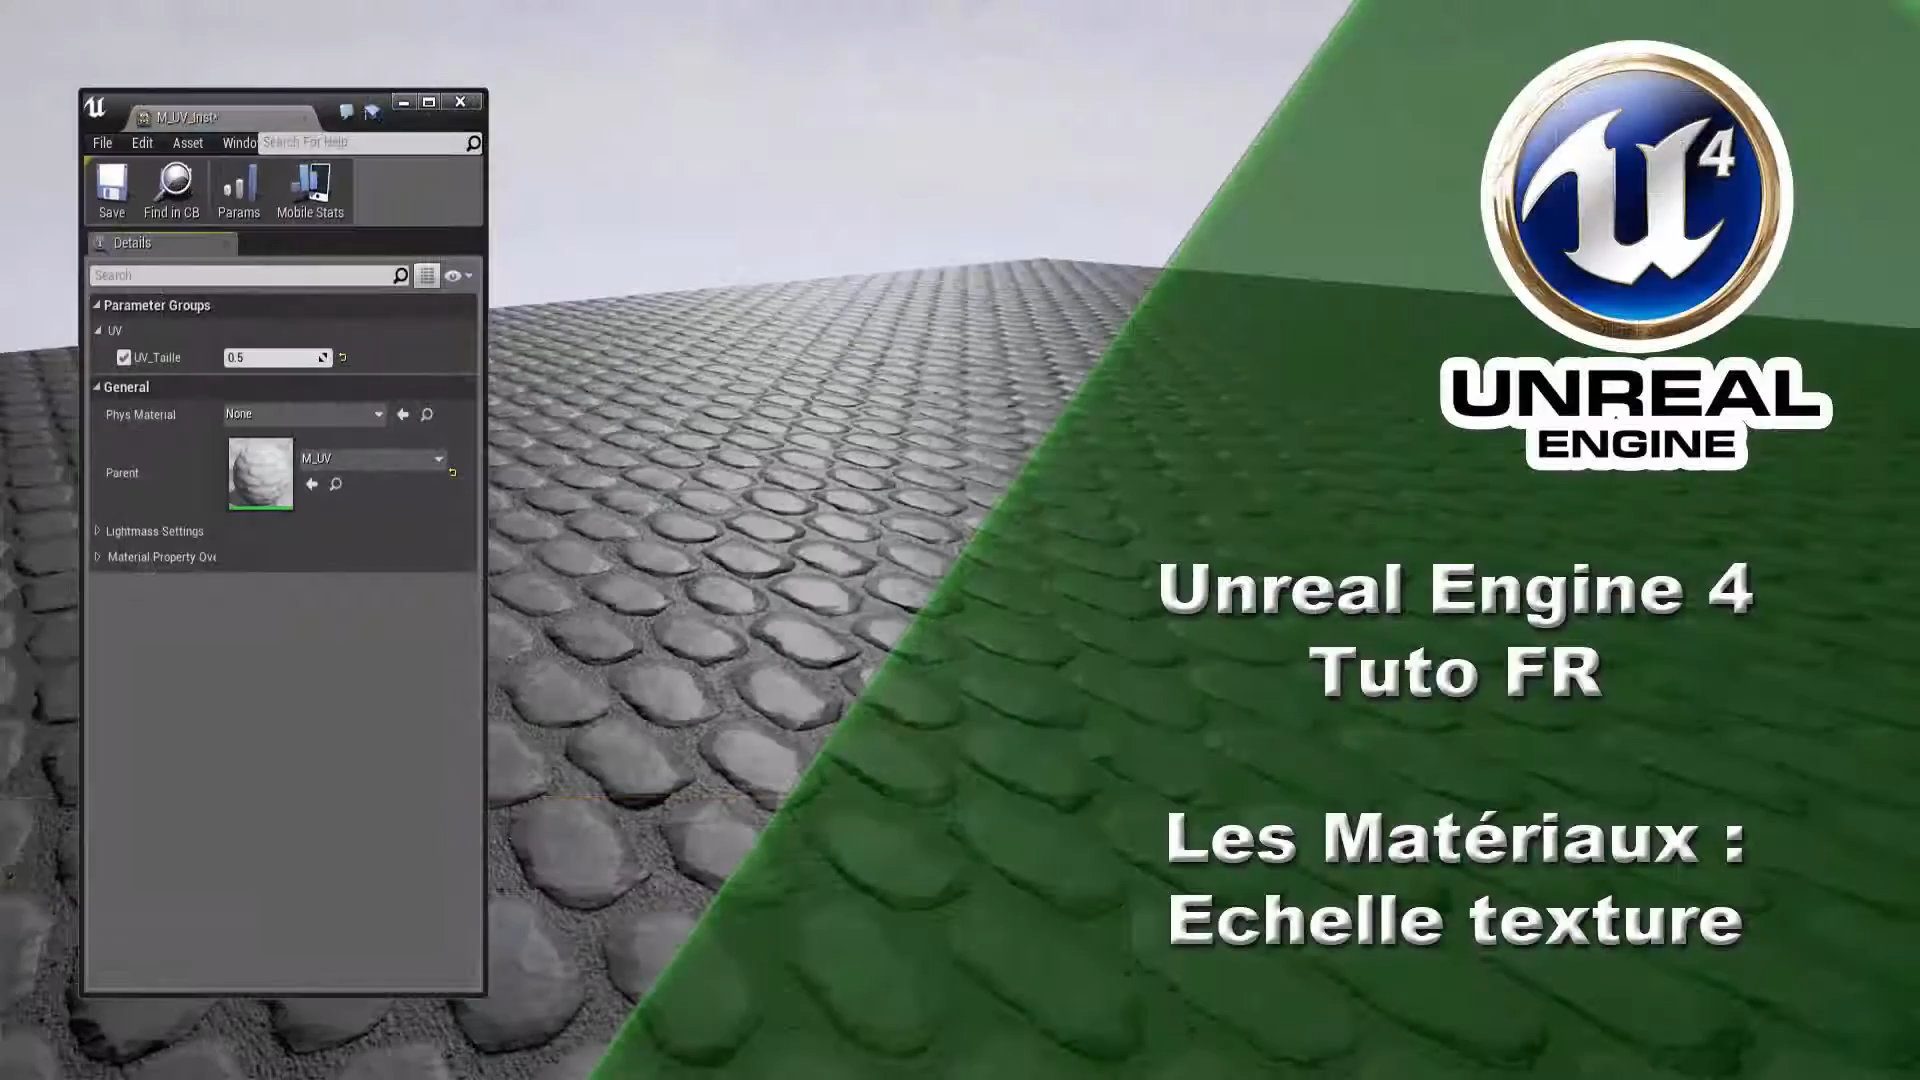 M_UV_Inst*
File Edit Asset Windo Search For Help
Save Find in CB Params Mobile Stats
Details
Search
Parameter Groups
UV
UV_Taille 0.5
General
Phys Material None
Parent M_UV
Lightmass Settings
Material Property Ove
4
UNREAL
ENGINE
Unreal Engine 4
Tuto FR
Les Matériaux :
Echelle texture